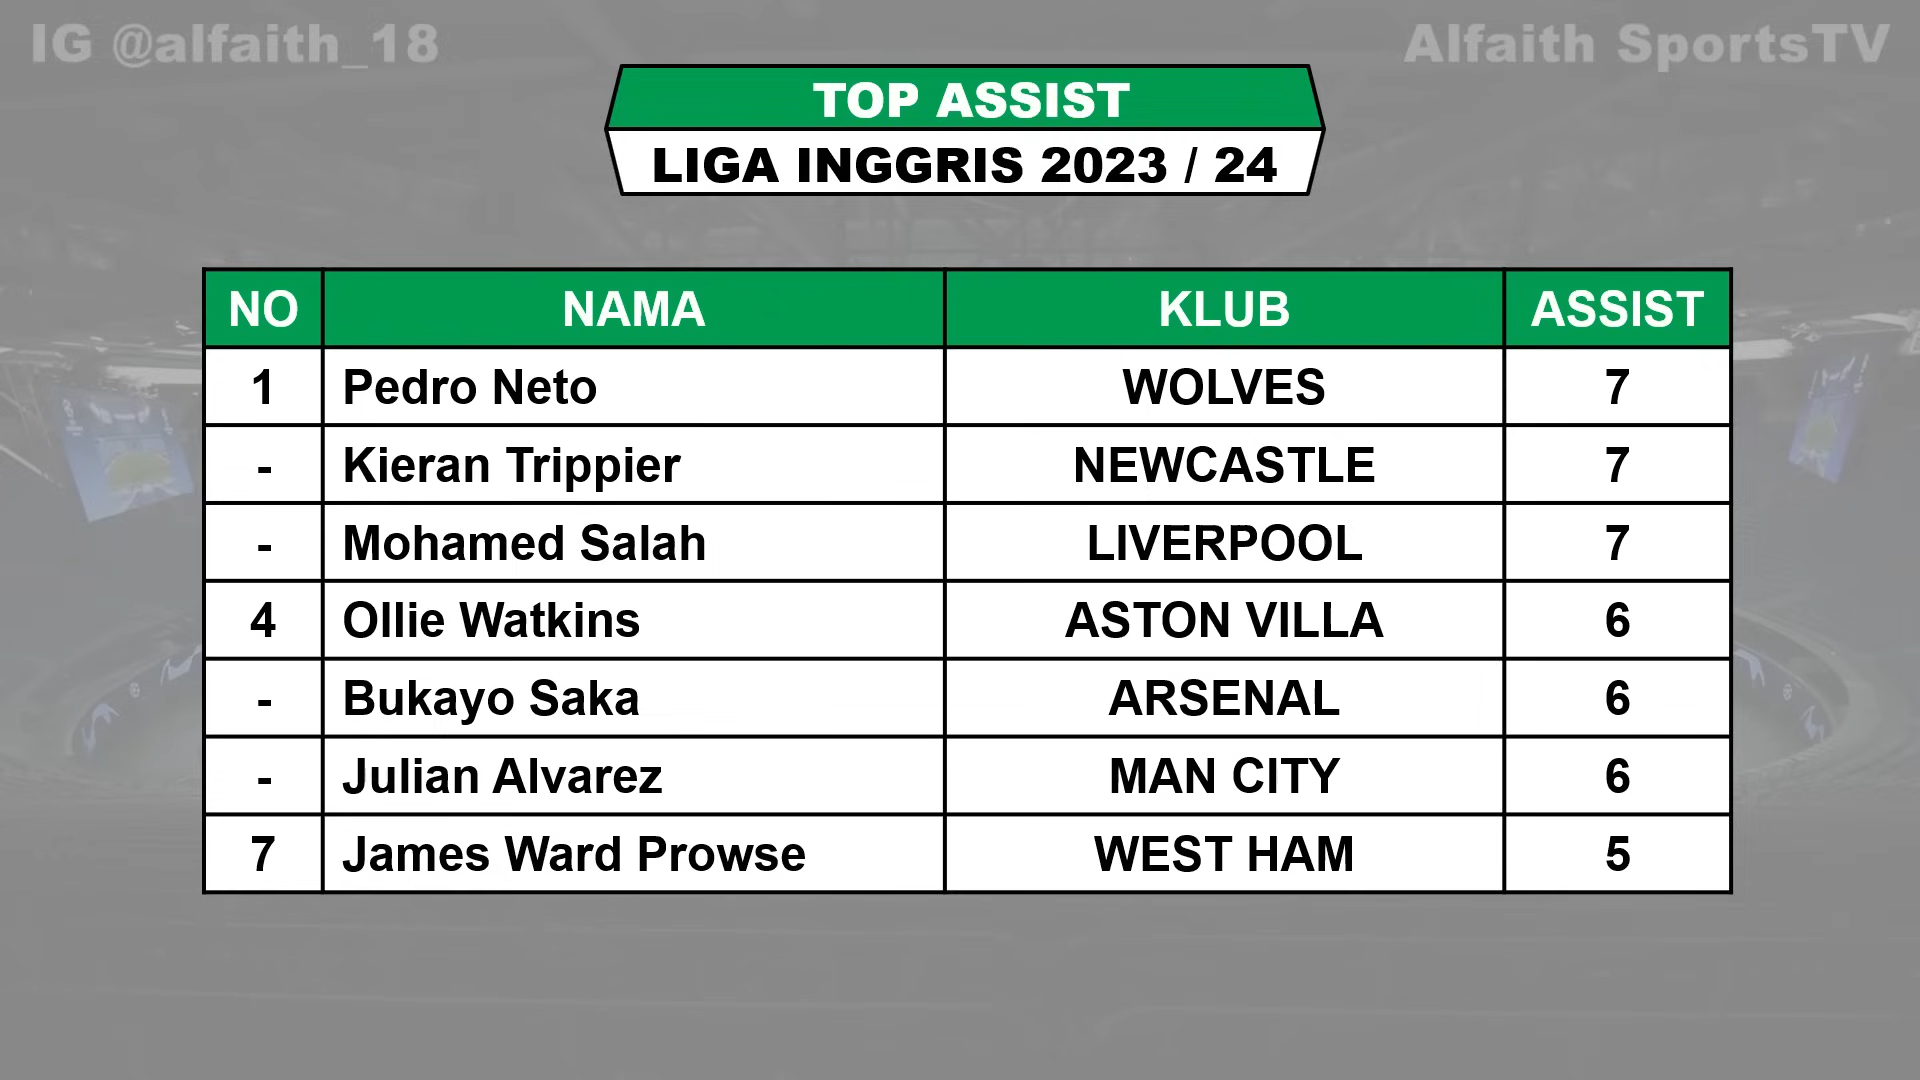 IG @alfaith_18
Alfaith SportsTV
TOP ASSIST
LIGA INGGRIS 2023 / 24
NO NAMA KLUB ASSIST
1 Pedro Neto WOLVES 7
- Kieran Trippier NEWCASTLE 7
- Mohamed Salah LIVERPOOL 7
4 Ollie Watkins ASTON VILLA 6
- Bukayo Saka ARSENAL 6
- Julian Alvarez MAN CITY 6
7 James Ward Prowse WEST HAM 5